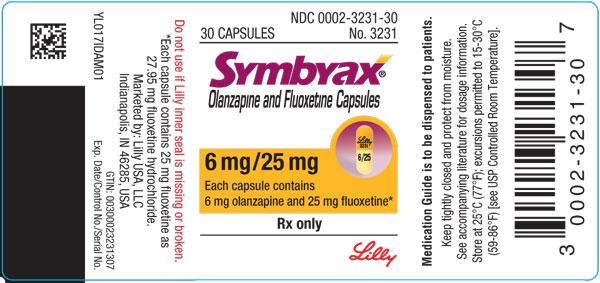 YL017IDAM01
Do not use if Lilly inner seal is missing or broken.
*Each capsule contains 25 mg fluoxetine as
27.95 mg fluoxetine hydrochloride.
Marketed by: Lilly USA, LLC
Indianapolis, IN 46285, USA
GTIN: 00300023231307
Exp. Date/Control No./Serial No.
NDC 0002-3231-30
30 CAPSULES No. 3231
Symbyax®
Olanzapine and Fluoxetine Capsules
Lilly
3231
6/25
6 mg/25 mg
Each capsule contains
6 mg olanzapine and 25 mg fluoxetine*
Rx only
Lilly
Medication Guide is to be dispensed to patients.
Keep tightly closed and protect from moisture.
See accompanying literature for dosage information.
Store at 25°C (77°F); excursions permitted to 15-30°C
(59-86°F) [see USP Controlled Room Temperature].
3 0002-3231-30 7